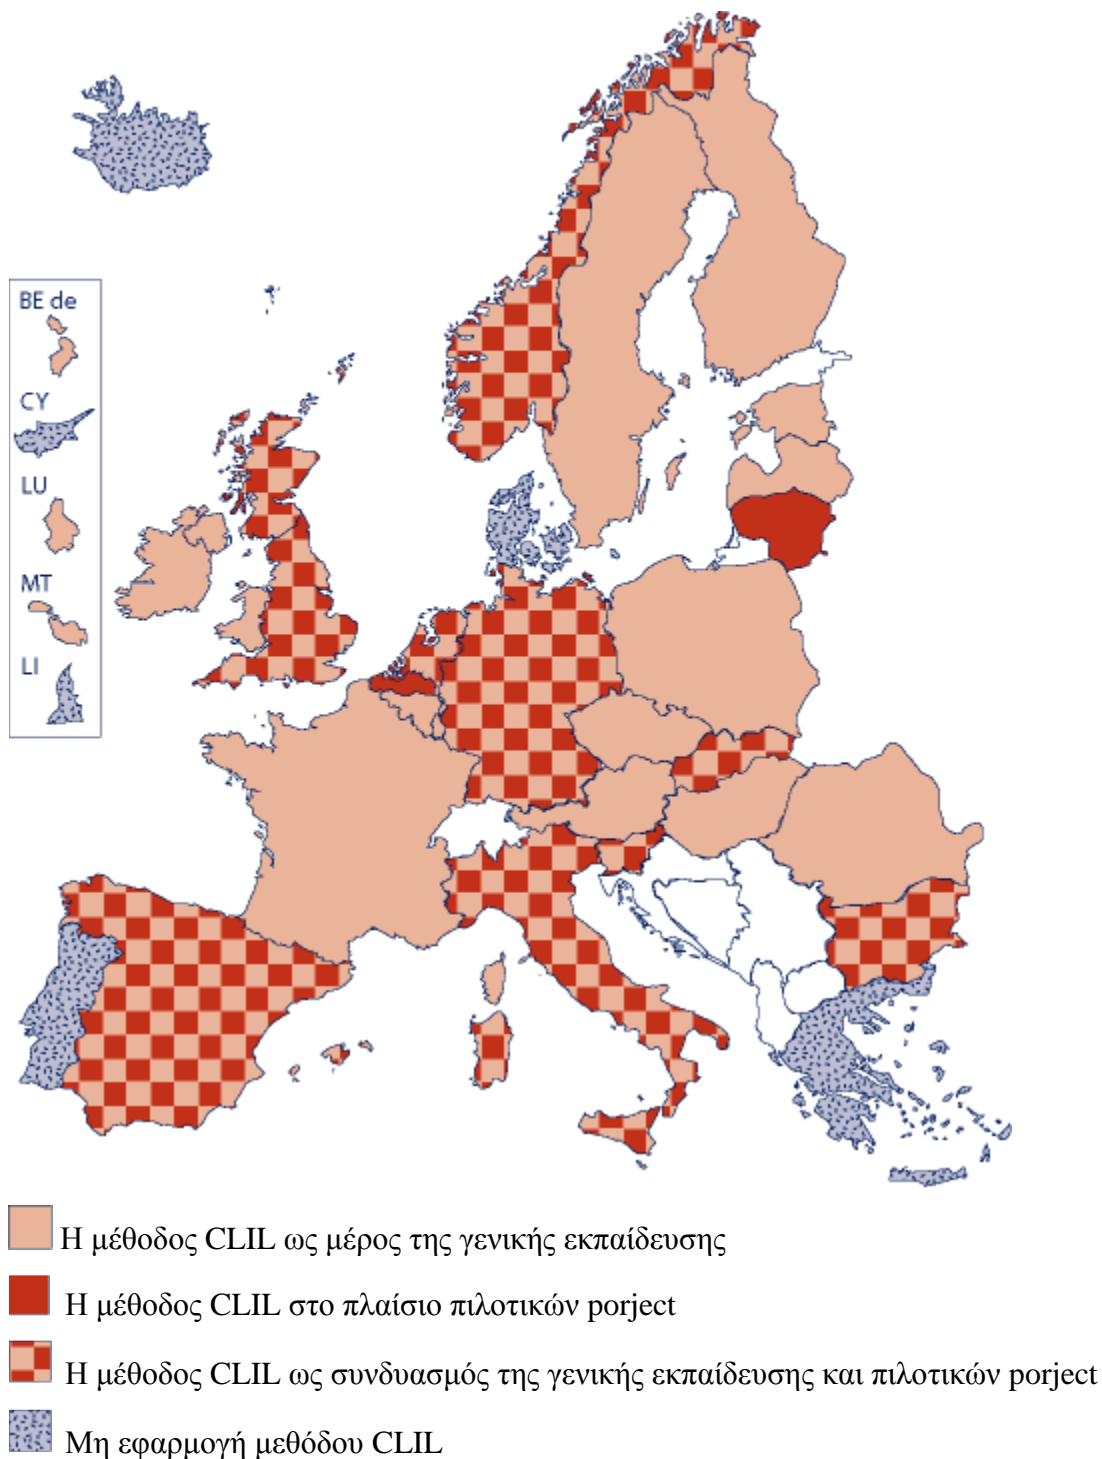 BE de
CY
LU
MT
LI
Η μέθοδος CLIL ως μέρος της γενικής εκπαίδευσης
Η μέθοδος CLIL στο πλαίσιο πιλοτικών porject
Η μέθοδος CLIL ως συνδυασμός της γενικής εκπαίδευσης και πιλοτικών porject
Μη εφαρμογή μεθόδου CLIL